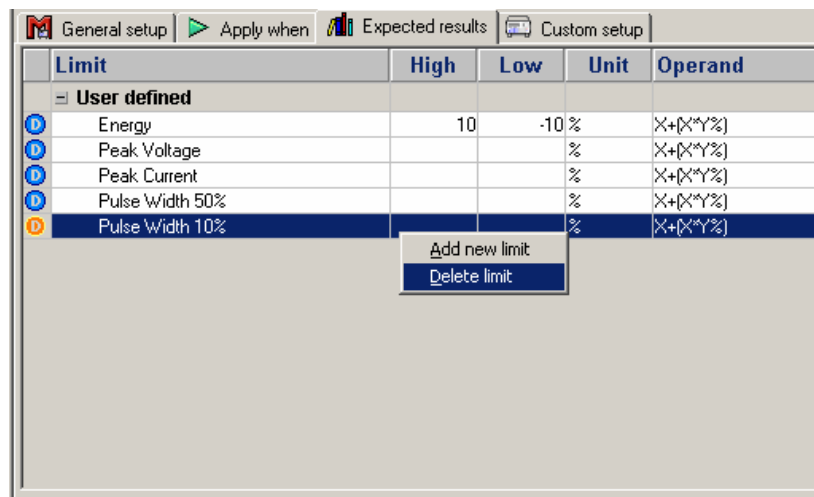 General setup Apply when Expected results Custom setup
Limit High Low Unit Operand
User defined
D Energy 10 -10 % X+(X*Y%)
D Peak Voltage % X+(X*Y%)
D Peak Current % X+(X*Y%)
D Pulse Width 50% % X+(X*Y%)
D Pulse Width 10% % X+(X*Y%)
Add new limit
Delete limit